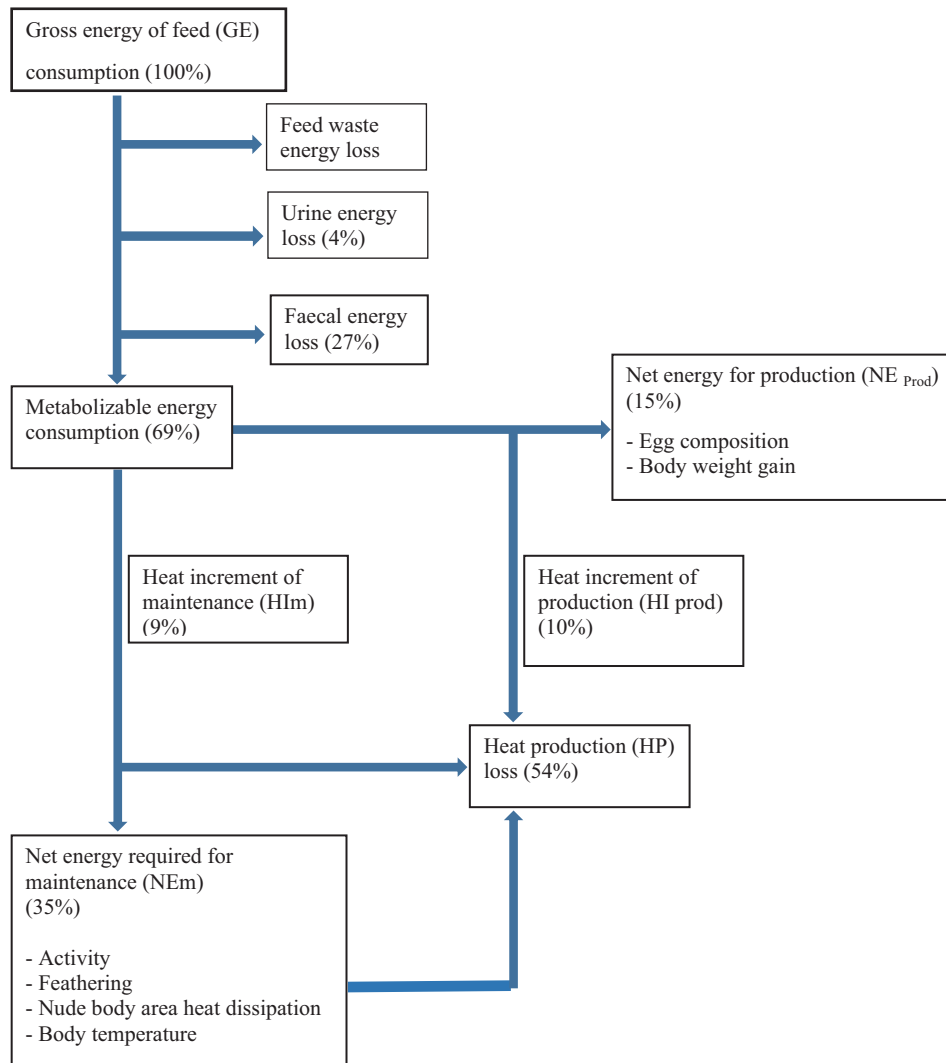 Gross energy of feed (GE)
consumption (100%)
Feed waste
energy loss
Urine energy
loss (4%)
Faecal energy
loss (27%)
Net energy for production (NE Prod)
(15%)
- Egg composition
- Body weight gain
Metabolizable energy
consumption (69%)
Heat increment of
maintenance (HIm)
(9%)
Heat increment of
production (HI prod)
(10%)
Heat production (HP)
loss (54%)
Net energy required for
maintenance (NEm)
(35%)
- Activity
- Feathering
- Nude body area heat dissipation
- Body temperature